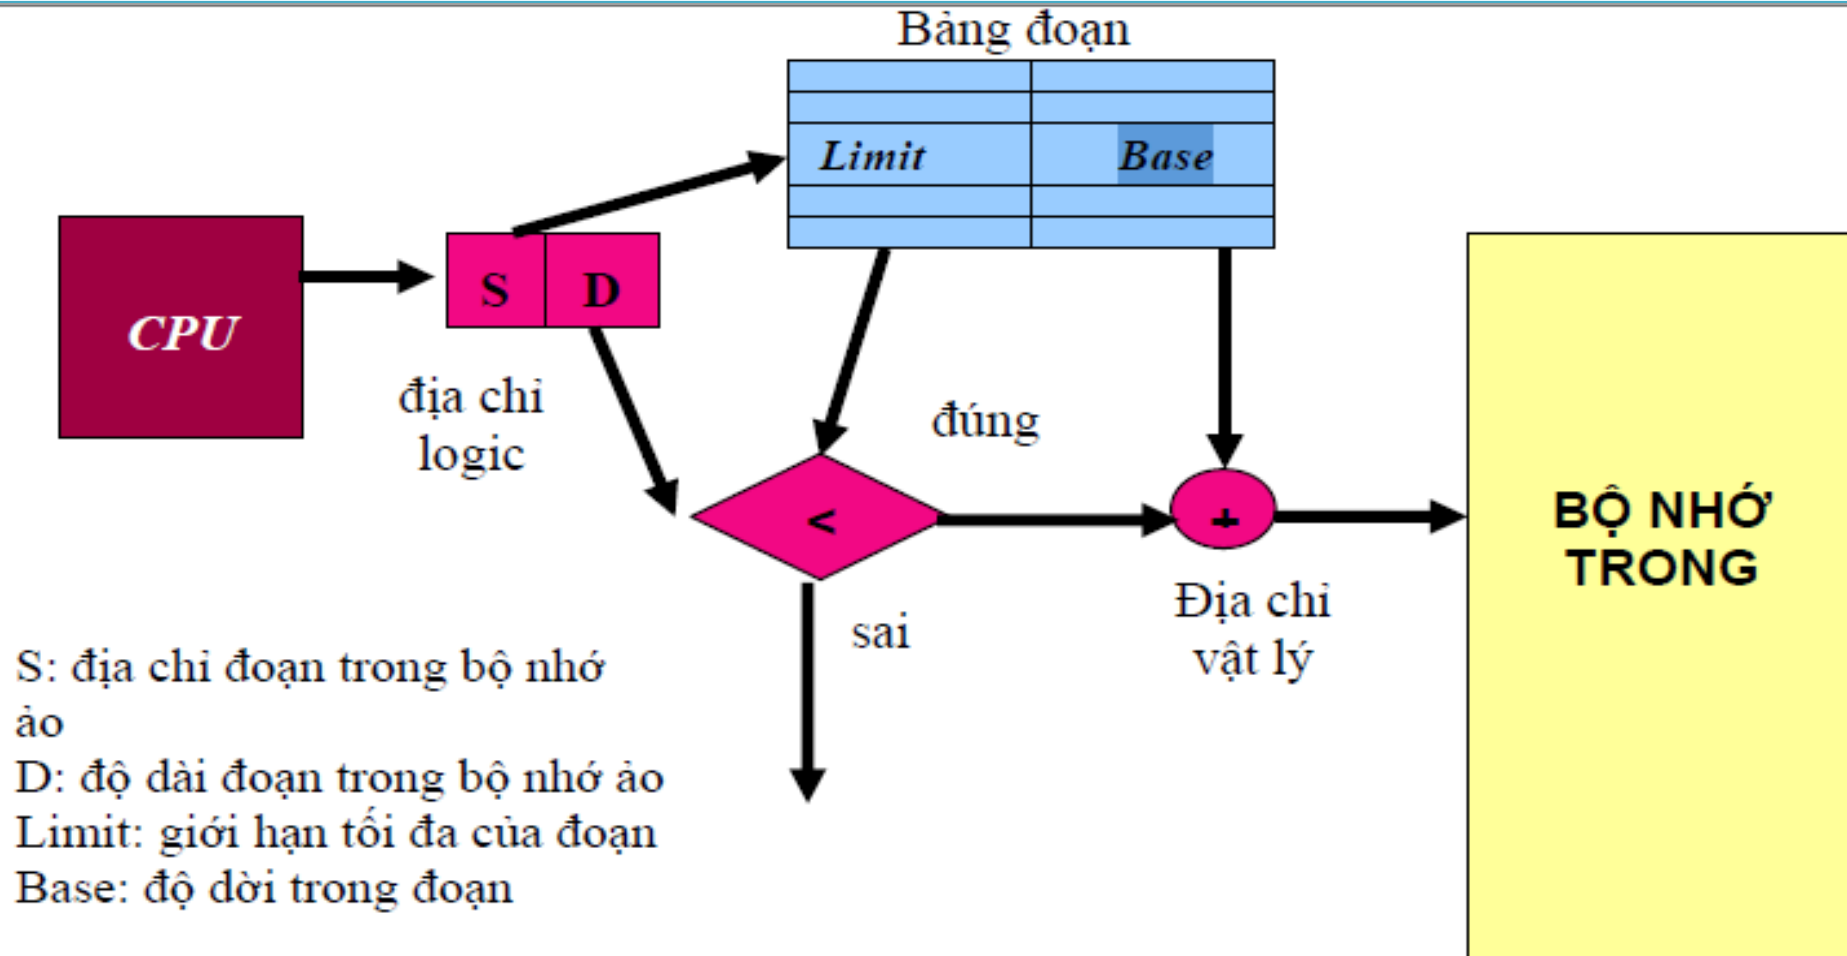 Bảng đoạn
Limit
Base
CPU
S
D
địa chỉ
logic
đúng
<
+
BỘ NHỚ
TRONG
sai
Địa chỉ
vật lý
S: địa chỉ đoạn trong bộ nhớ
ảo
D: độ dài đoạn trong bộ nhớ ảo
Limit: giới hạn tối đa của đoạn
Base: độ dời trong đoạn